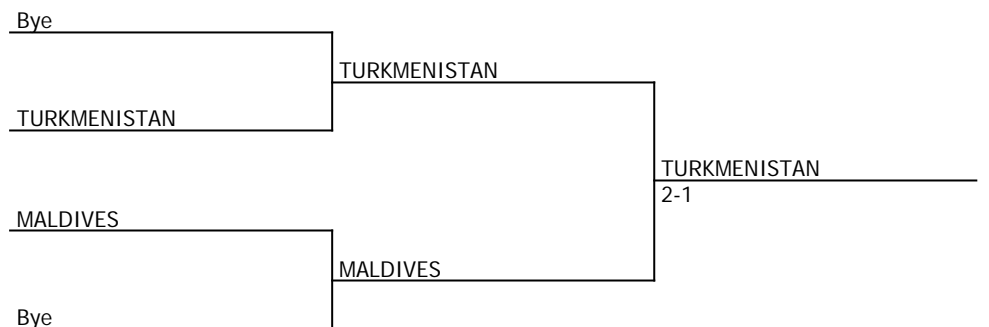 Bye
TURKMENISTAN
TURKMENISTAN
TURKMENISTAN
2-1
MALDIVES
MALDIVES
Bye